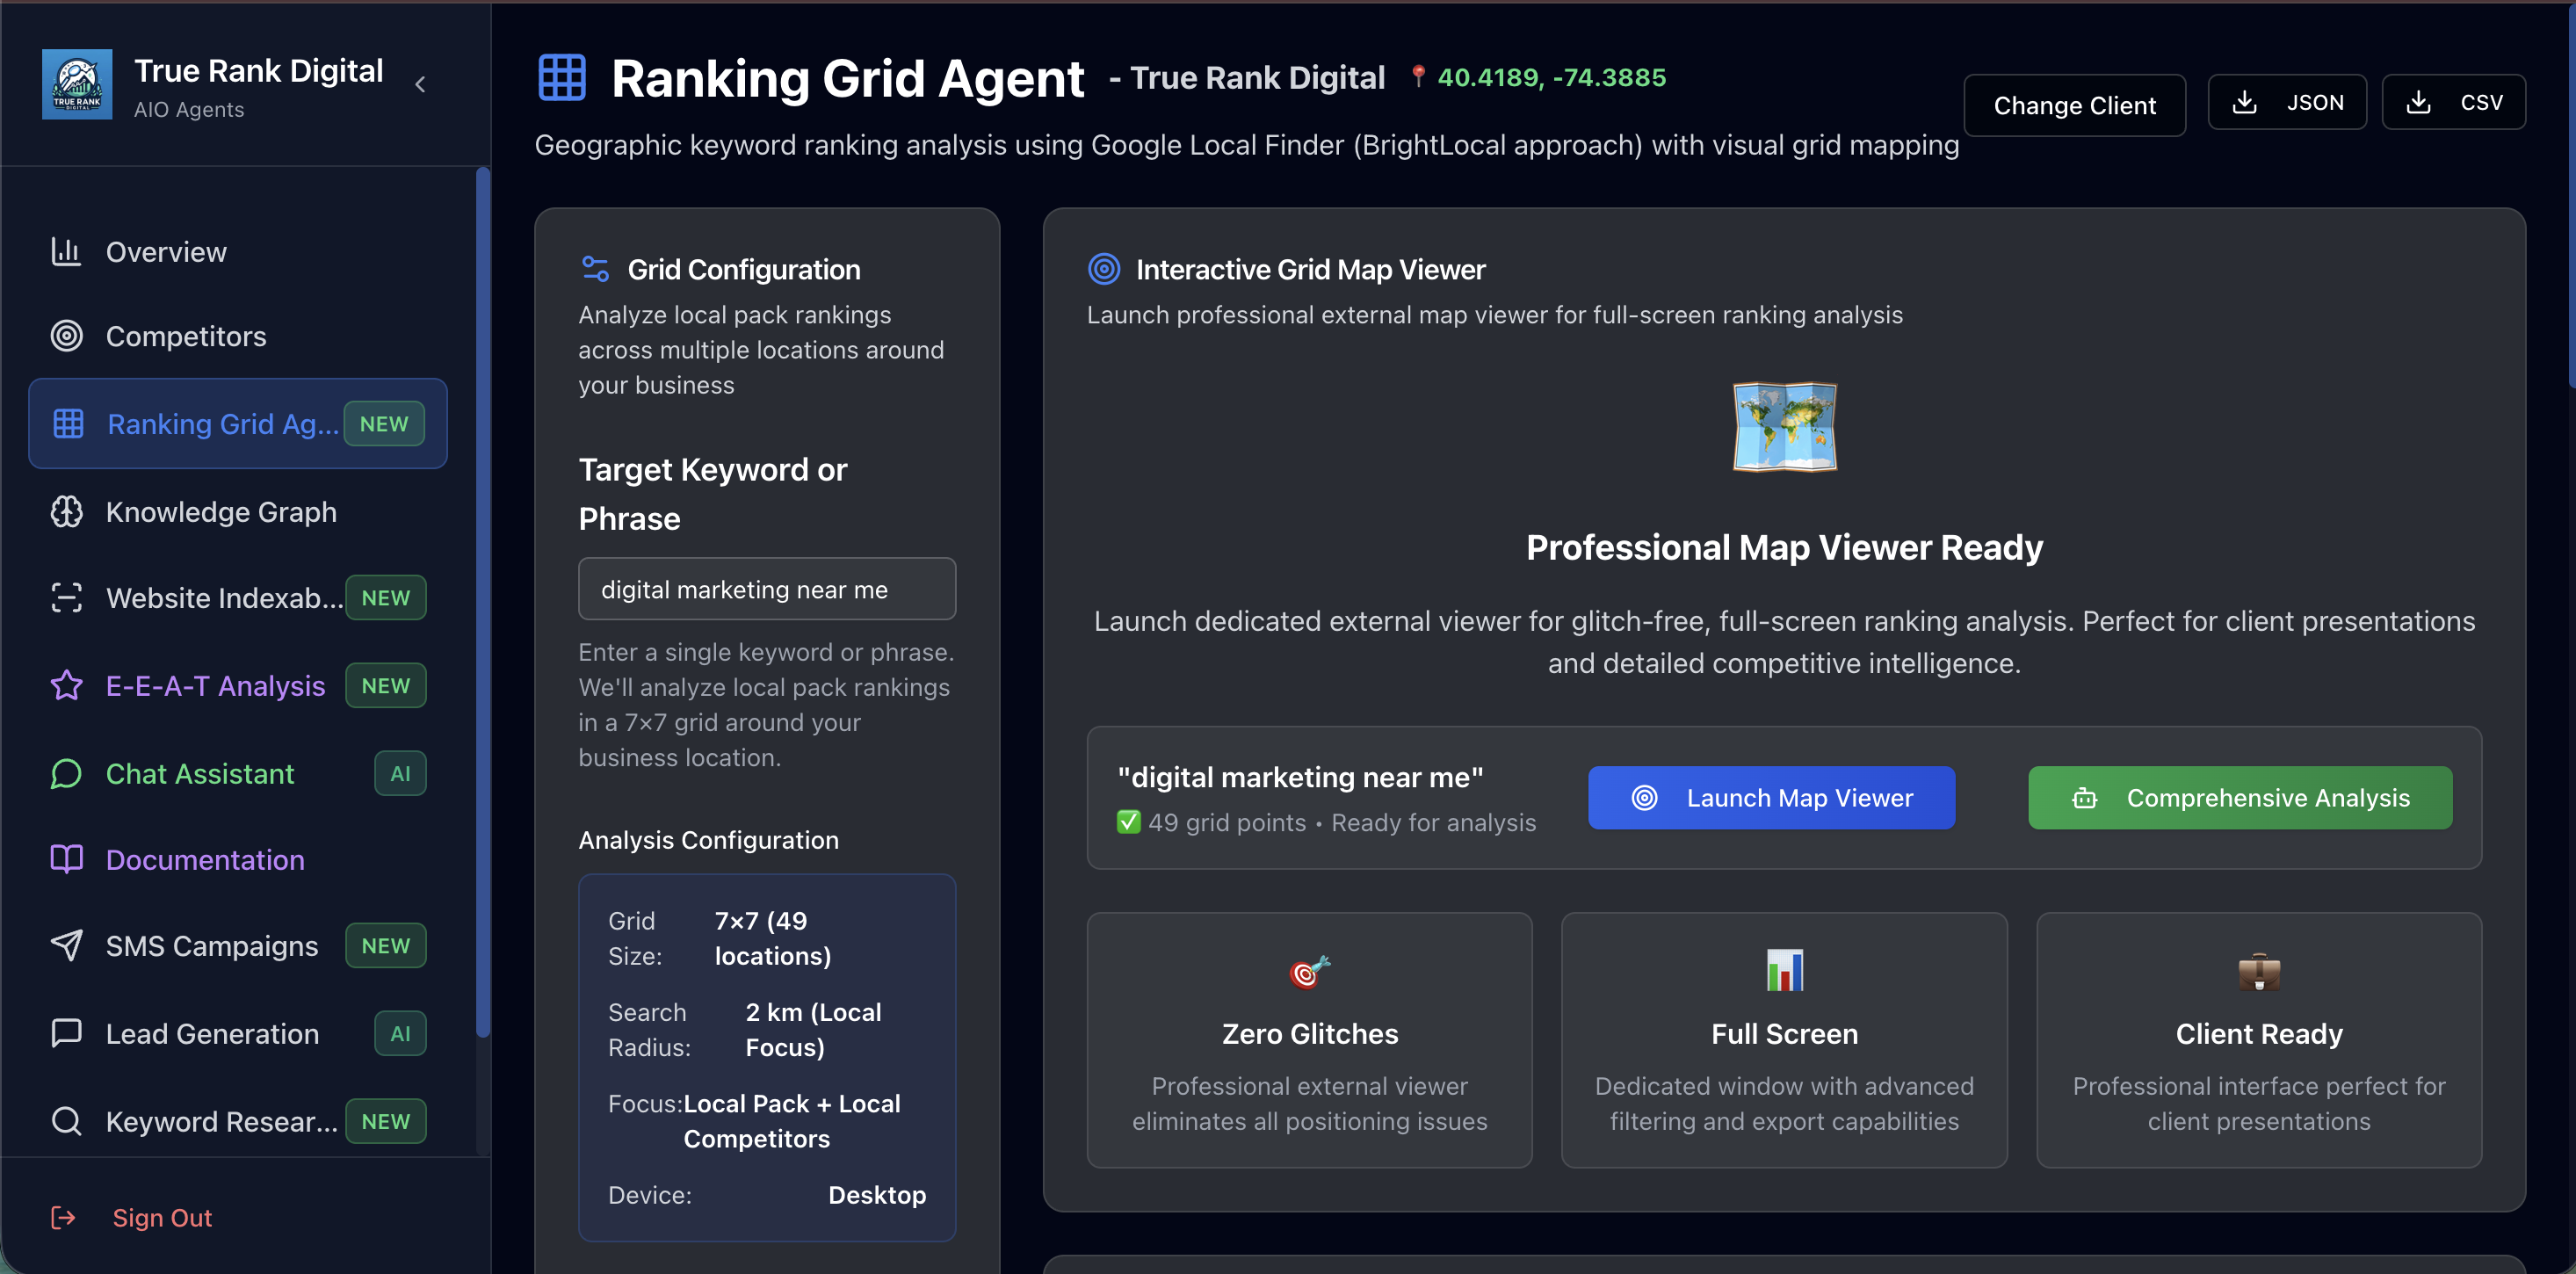 True Rank Digital
AIO Agents
TRUE RANK
DIGITAL
Overview
Competitors
Ranking Grid Ag...
NEW
Knowledge Graph
Website Indexab...
NEW
E-E-A-T Analysis
NEW
Chat Assistant
AI
Documentation
SMS Campaigns
NEW
Lead Generation
AI
Keyword Resear...
NEW
Sign Out
Ranking Grid Agent - True Rank Digital 40.4189, -74.3885
Geographic keyword ranking analysis using Google Local Finder (BrightLocal approach) with visual grid mapping
Change Client
JSON
CSV
Grid Configuration
Analyze local pack rankings
across multiple locations around
your business
Target Keyword or
Phrase
digital marketing near me
Enter a single keyword or phrase.
We'll analyze local pack rankings
in a 7×7 grid around your
business location.
Analysis Configuration
Grid Size: 7×7 (49 locations)
Search Radius: 2 km (Local Focus)
Focus: Local Pack + Local Competitors
Device: Desktop
Interactive Grid Map Viewer
Launch professional external map viewer for full-screen ranking analysis
Professional Map Viewer Ready
Launch dedicated external viewer for glitch-free, full-screen ranking analysis. Perfect for client presentations
and detailed competitive intelligence.
"digital marketing near me"
✅ 49 grid points • Ready for analysis
Launch Map Viewer
Comprehensive Analysis
Zero Glitches
Professional external viewer
eliminates all positioning issues
Full Screen
Dedicated window with advanced
filtering and export capabilities
Client Ready
Professional interface perfect for
client presentations